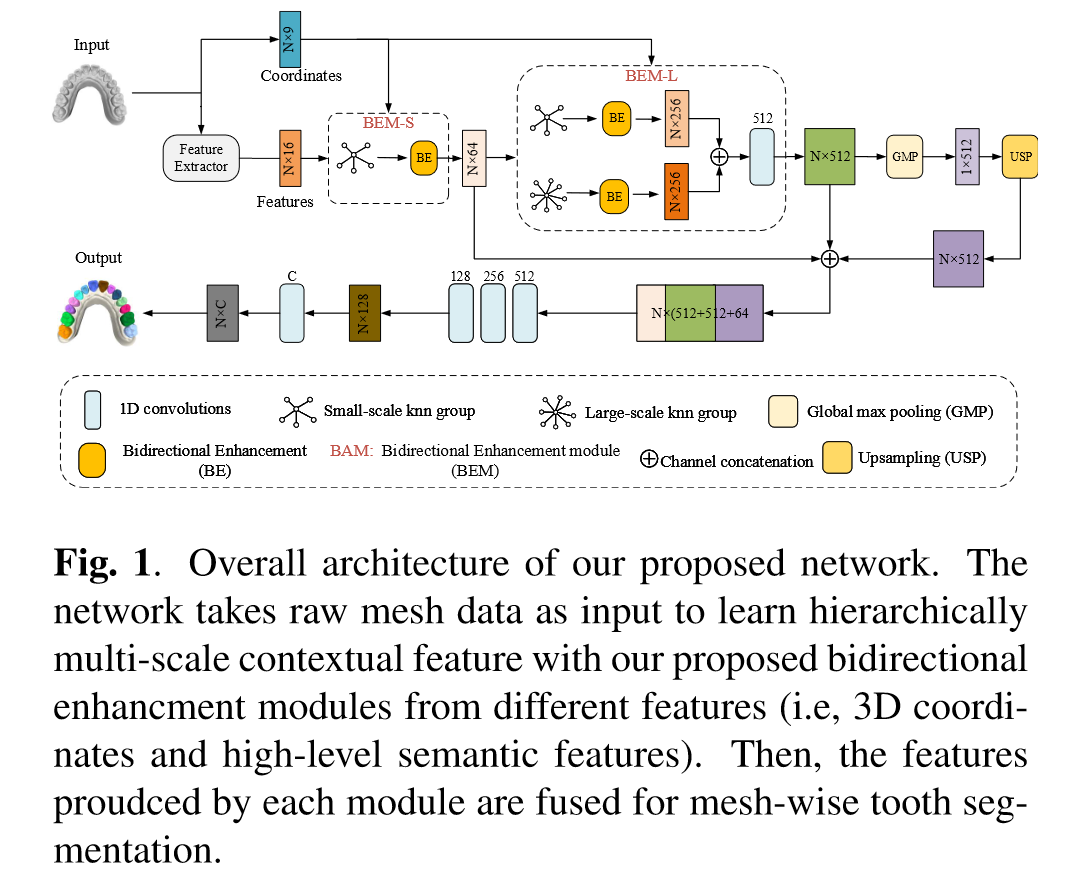 Input
N×9
Coordinates
Feature
Extractor
N×16
Features
BEM-S
BE
N×64
BEM-L
BE
N×256
BE
N×256
512
N×512
GMP
1×512
USP
N×512
Output
N×C
C
N×128
128 256 512
N×(512+512+64
1D convolutions
Small-scale knn group
Large-scale knn group
Global max pooling (GMP)
Bidirectional Enhancement
(BE)
BAM: Bidirectional Enhancement module
(BEM)
Channel concatenation
Upsampling (USP)
Fig. 1. Overall architecture of our proposed network. The
network takes raw mesh data as input to learn hierarchically
multi-scale contextual feature with our proposed bidirectional
enhancment modules from different features (i.e, 3D coordi-
nates and high-level semantic features). Then, the features
proudced by each module are fused for mesh-wise tooth seg-
mentation.